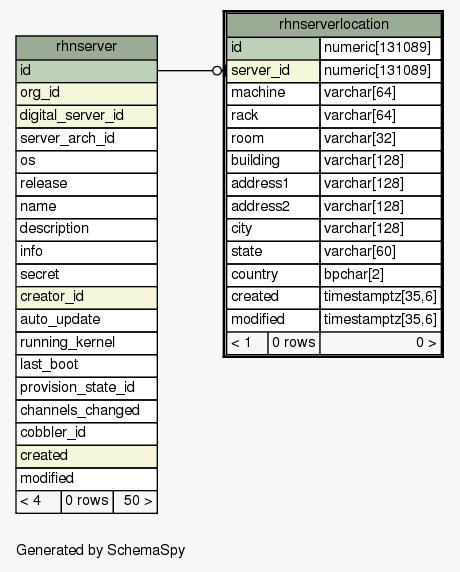 rhnserver
id
org_id
digital_server_id
server_arch_id
os
release
name
description
info
secret
creator_id
auto_update
running_kernel
last_boot
provision_state_id
channels_changed
cobbler_id
created
modified
< 4 0 rows 50 >
rhnserverlocation
id numeric[131089]
server_id numeric[131089]
machine varchar[64]
rack varchar[64]
room varchar[32]
building varchar[128]
address1 varchar[128]
address2 varchar[128]
city varchar[128]
state varchar[60]
country bpchar[2]
created timestamptz[35,6]
modified timestamptz[35,6]
< 1 0 rows 0 >
Generated by SchemaSpy